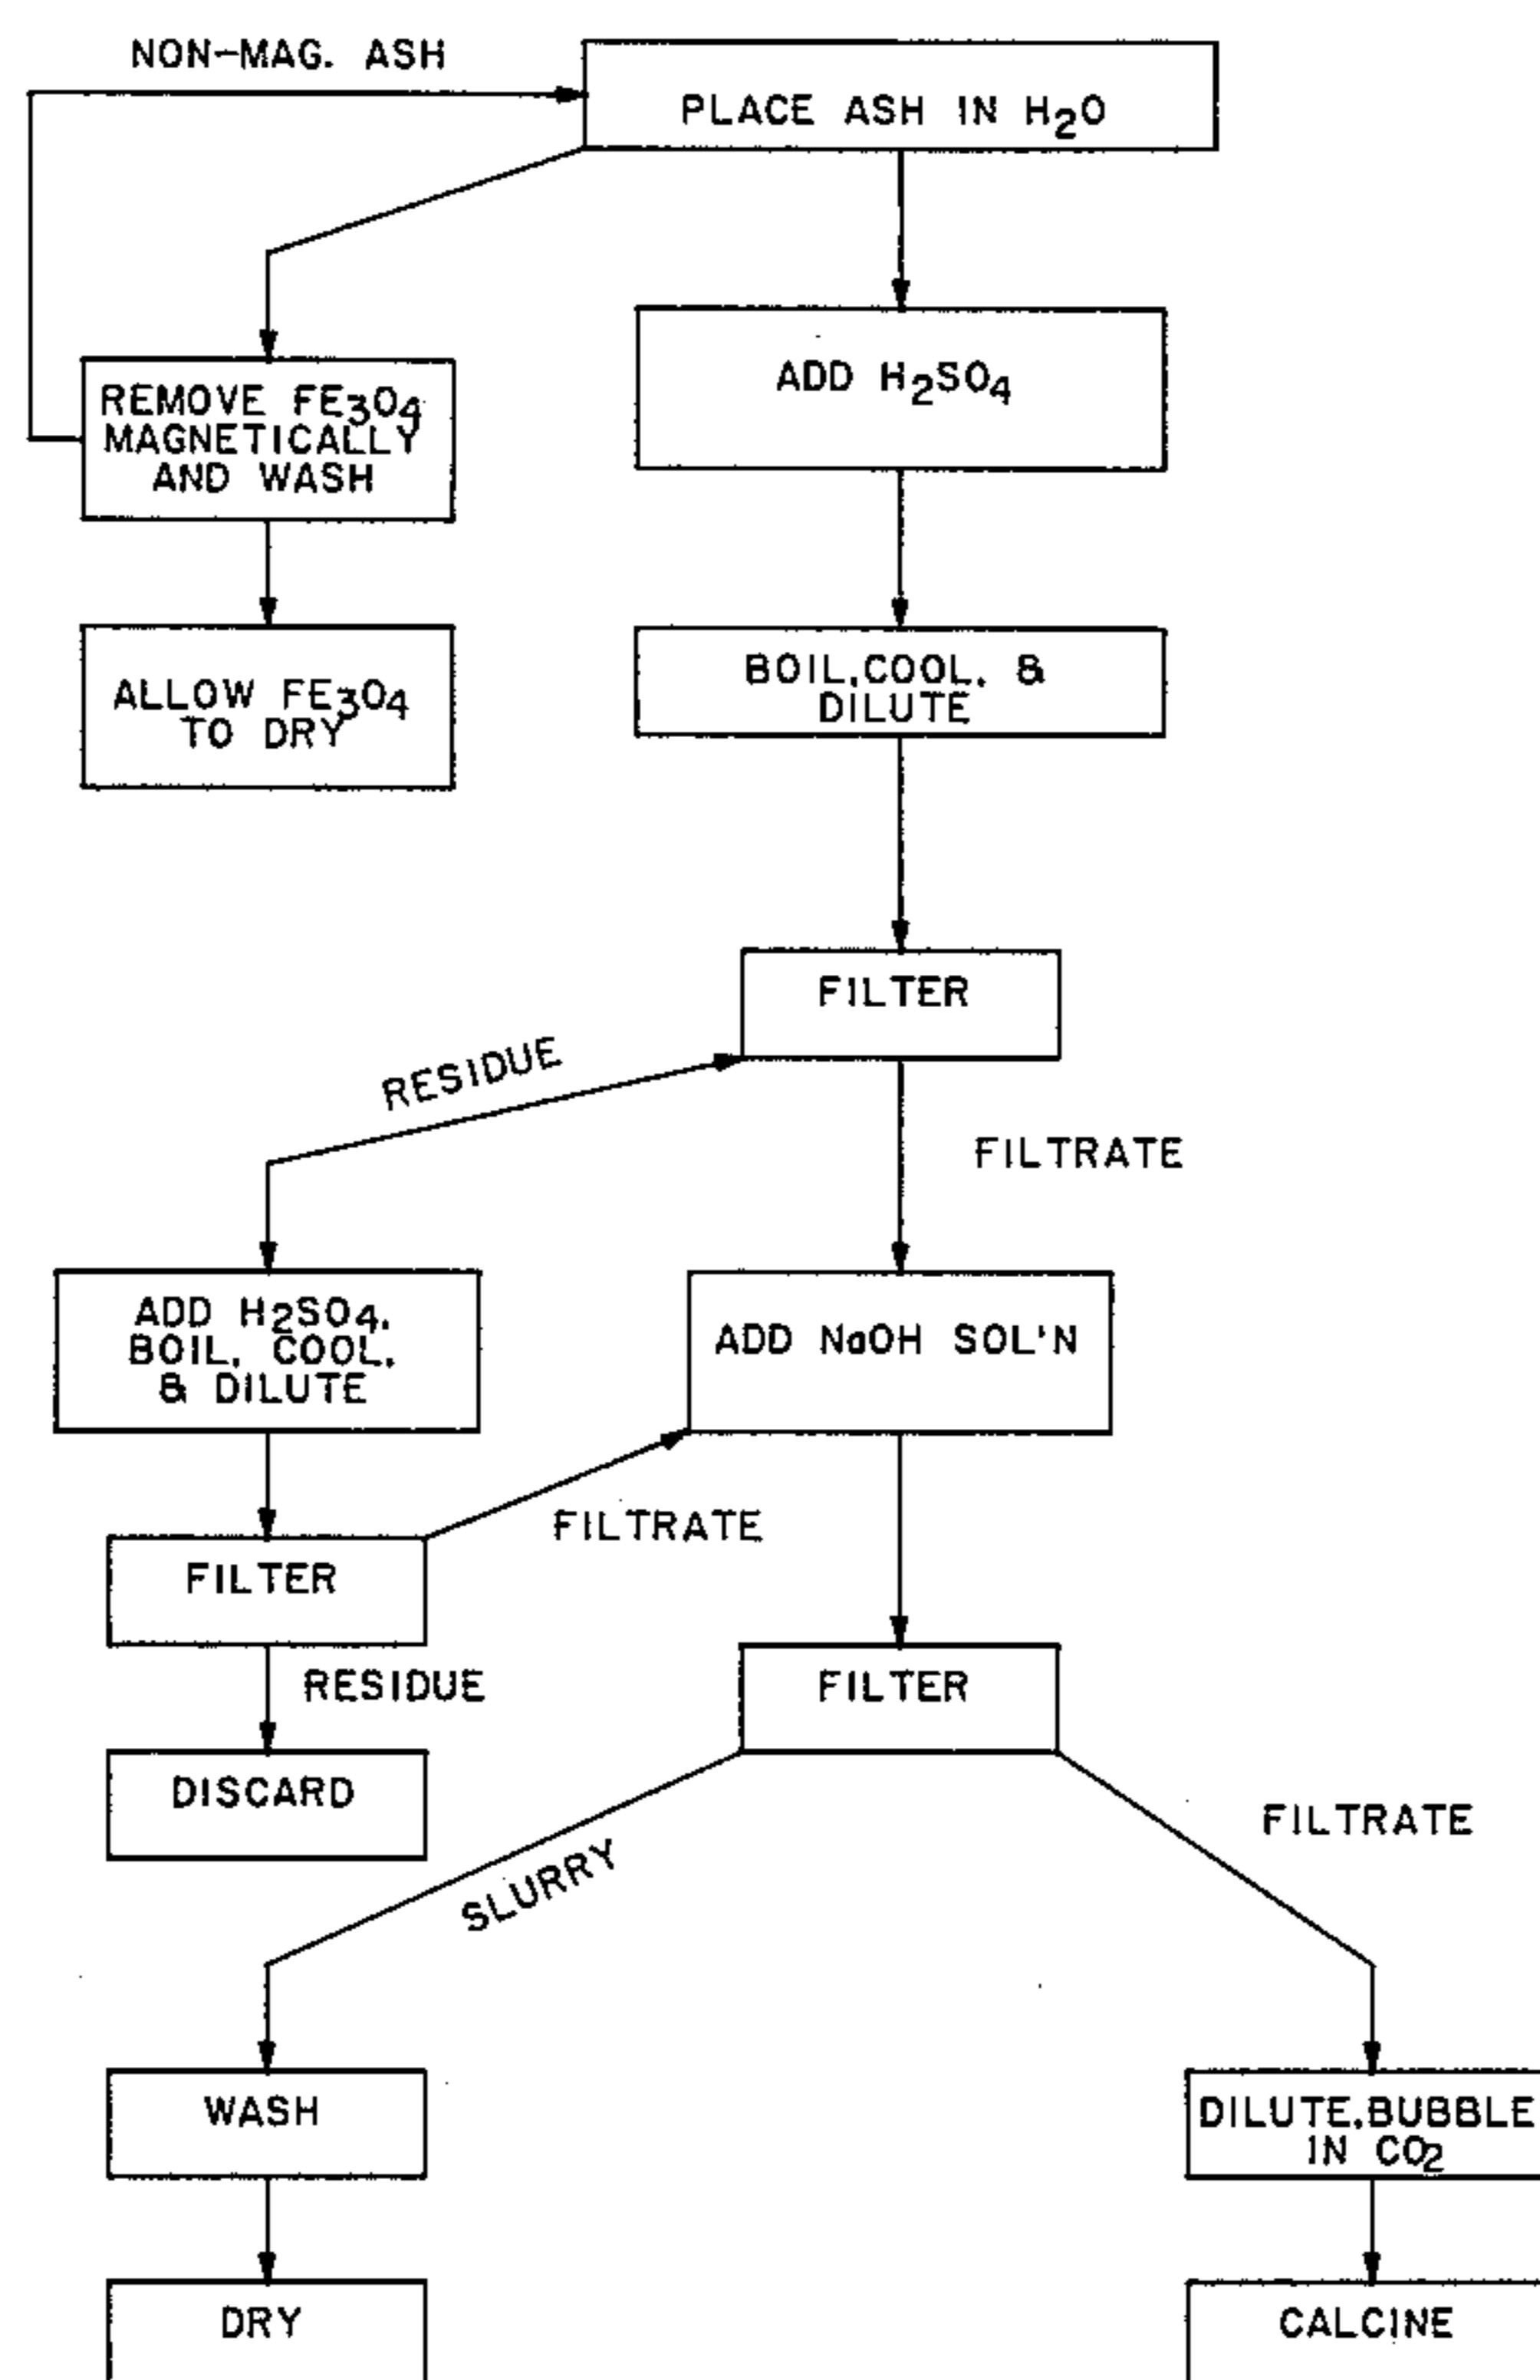 NON-MAG. ASH
PLACE ASH IN H2O
REMOVE FE3O4
MAGNETICALLY
AND WASH
ADD H2SO4
ALLOW FE3O4
TO DRY
BOIL, COOL, &
DILUTE
FILTER
RESIDUE
FILTRATE
ADD H2SO4,
BOIL, COOL,
& DILUTE
ADD NaOH SOL'N
FILTRATE
FILTER
RESIDUE
FILTER
DISCARD
SLURRY
FILTRATE
WASH
DILUTE, BUBBLE
IN CO2
DRY
CALCINE